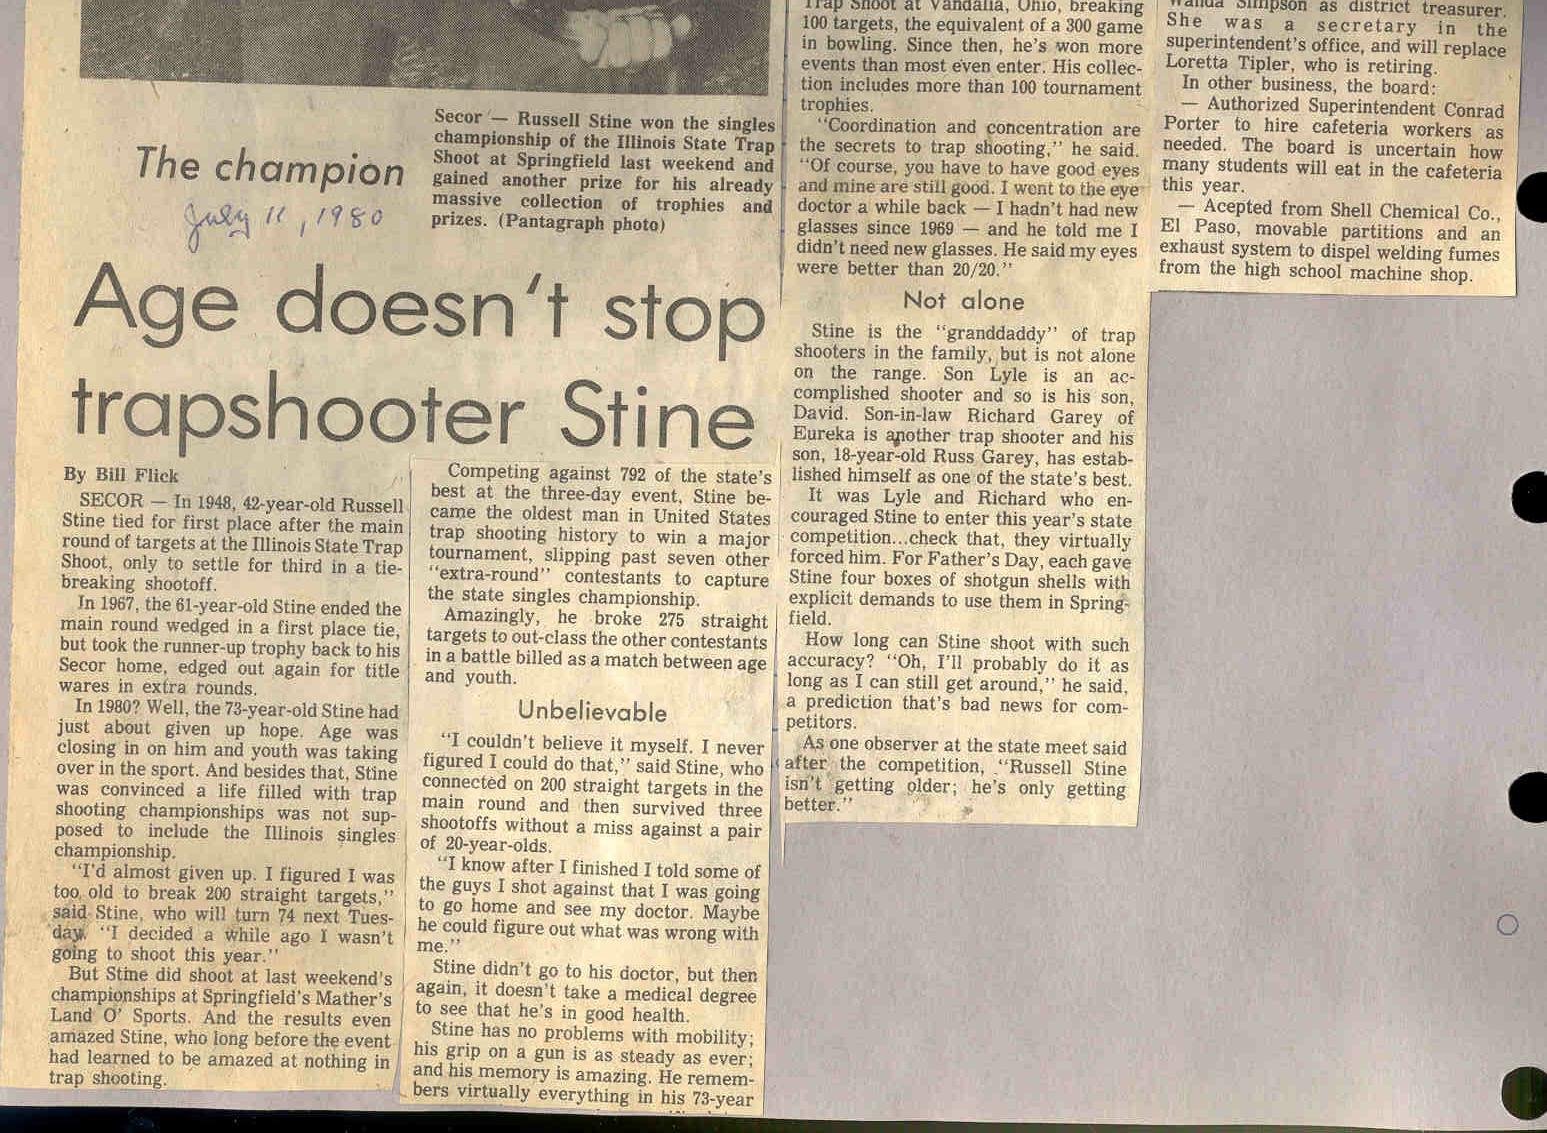 The champion
July 11, 1980
Secor — Russell Stine won the singles
championship of the Illinois State Trap
Shoot at Springfield last weekend and
gained another prize for his already
massive collection of trophies and
prizes. (Pantagraph photo)
Age doesn't stop
trapshooter Stine
By Bill Flick
SECOR — In 1948, 42-year-old Russell
Stine tied for first place after the main
round of targets at the Illinois State Trap
Shoot, only to settle for third in a tie-
breaking shootoff.
In 1967, the 61-year-old Stine ended the
main round wedged in a first place tie,
but took the runner-up trophy back to his
Secor home, edged out again for title
wares in extra rounds.
In 1980? Well, the 73-year-old Stine had
just about given up hope. Age was
closing in on him and youth was taking
over in the sport. And besides that, Stine
was convinced a life filled with trap
shooting championships was not sup-
posed to include the Illinois singles
championship.
"I'd almost given up. I figured I was
too old to break 200 straight targets,"
said Stine, who will turn 74 next Tues-
day. "I decided a while ago I wasn't
going to shoot this year."
But Stine did shoot at last weekend's
championships at Springfield's Mather's
Land O' Sports. And the results even
amazed Stine, who long before the event
had learned to be amazed at nothing in
trap shooting.
Competing against 792 of the state's
best at the three-day event, Stine be-
came the oldest man in United States
trap shooting history to win a major
tournament, slipping past seven other
"extra-round" contestants to capture
the state singles championship.
Amazingly, he broke 275 straight
targets to out-class the other contestants
in a battle billed as a match between age
and youth.
Unbelievable
"I couldn't believe it myself. I never
figured I could do that," said Stine, who
connected on 200 straight targets in the
main round and then survived three
shootoffs without a miss against a pair
of 20-year-olds.
"I know after I finished I told some of
the guys I shot against that I was going
to go home and see my doctor. Maybe
he could figure out what was wrong with
me."
Stine didn't go to his doctor, but then
again, it doesn't take a medical degree
to see that he's in good health.
Stine has no problems with mobility;
his grip on a gun is as steady as ever;
and his memory is amazing. He remem-
bers virtually everything in his 73-year
Trap Shoot at Vandalia, Ohio, breaking
100 targets, the equivalent of a 300 game
in bowling. Since then, he's won more
events than most even enter. His collec-
tion includes more than 100 tournament
trophies.
"Coordination and concentration are
the secrets to trap shooting," he said.
"Of course, you have to have good eyes
and mine are still good. I went to the eye
doctor a while back — I hadn't had new
glasses since 1969 — and he told me I
didn't need new glasses. He said my eyes
were better than 20/20."
Not alone
Stine is the "granddaddy" of trap
shooters in the family, but is not alone
on the range. Son Lyle is an ac-
complished shooter and so is his son,
David. Son-in-law Richard Garey of
Eureka is another trap shooter and his
son, 18-year-old Russ Garey, has estab-
lished himself as one of the state's best.
It was Lyle and Richard who en-
couraged Stine to enter this year's state
competition...check that, they virtually
forced him. For Father's Day, each gave
Stine four boxes of shotgun shells with
explicit demands to use them in Spring-
field.
How long can Stine shoot with such
accuracy? "Oh, I'll probably do it as
long as I can still get around," he said,
a prediction that's bad news for com-
petitors.
As one observer at the state meet said
after the competition, "Russell Stine
isn't getting older; he's only getting
better."
Wanda Simpson as district treasurer.
She was a secretary in the
superintendent's office, and will replace
Loretta Tipler, who is retiring.
In other business, the board:
— Authorized Superintendent Conrad
Porter to hire cafeteria workers as
needed. The board is uncertain how
many students will eat in the cafeteria
this year.
— Acepted from Shell Chemical Co.,
El Paso, movable partitions and an
exhaust system to dispel welding fumes
from the high school machine shop.